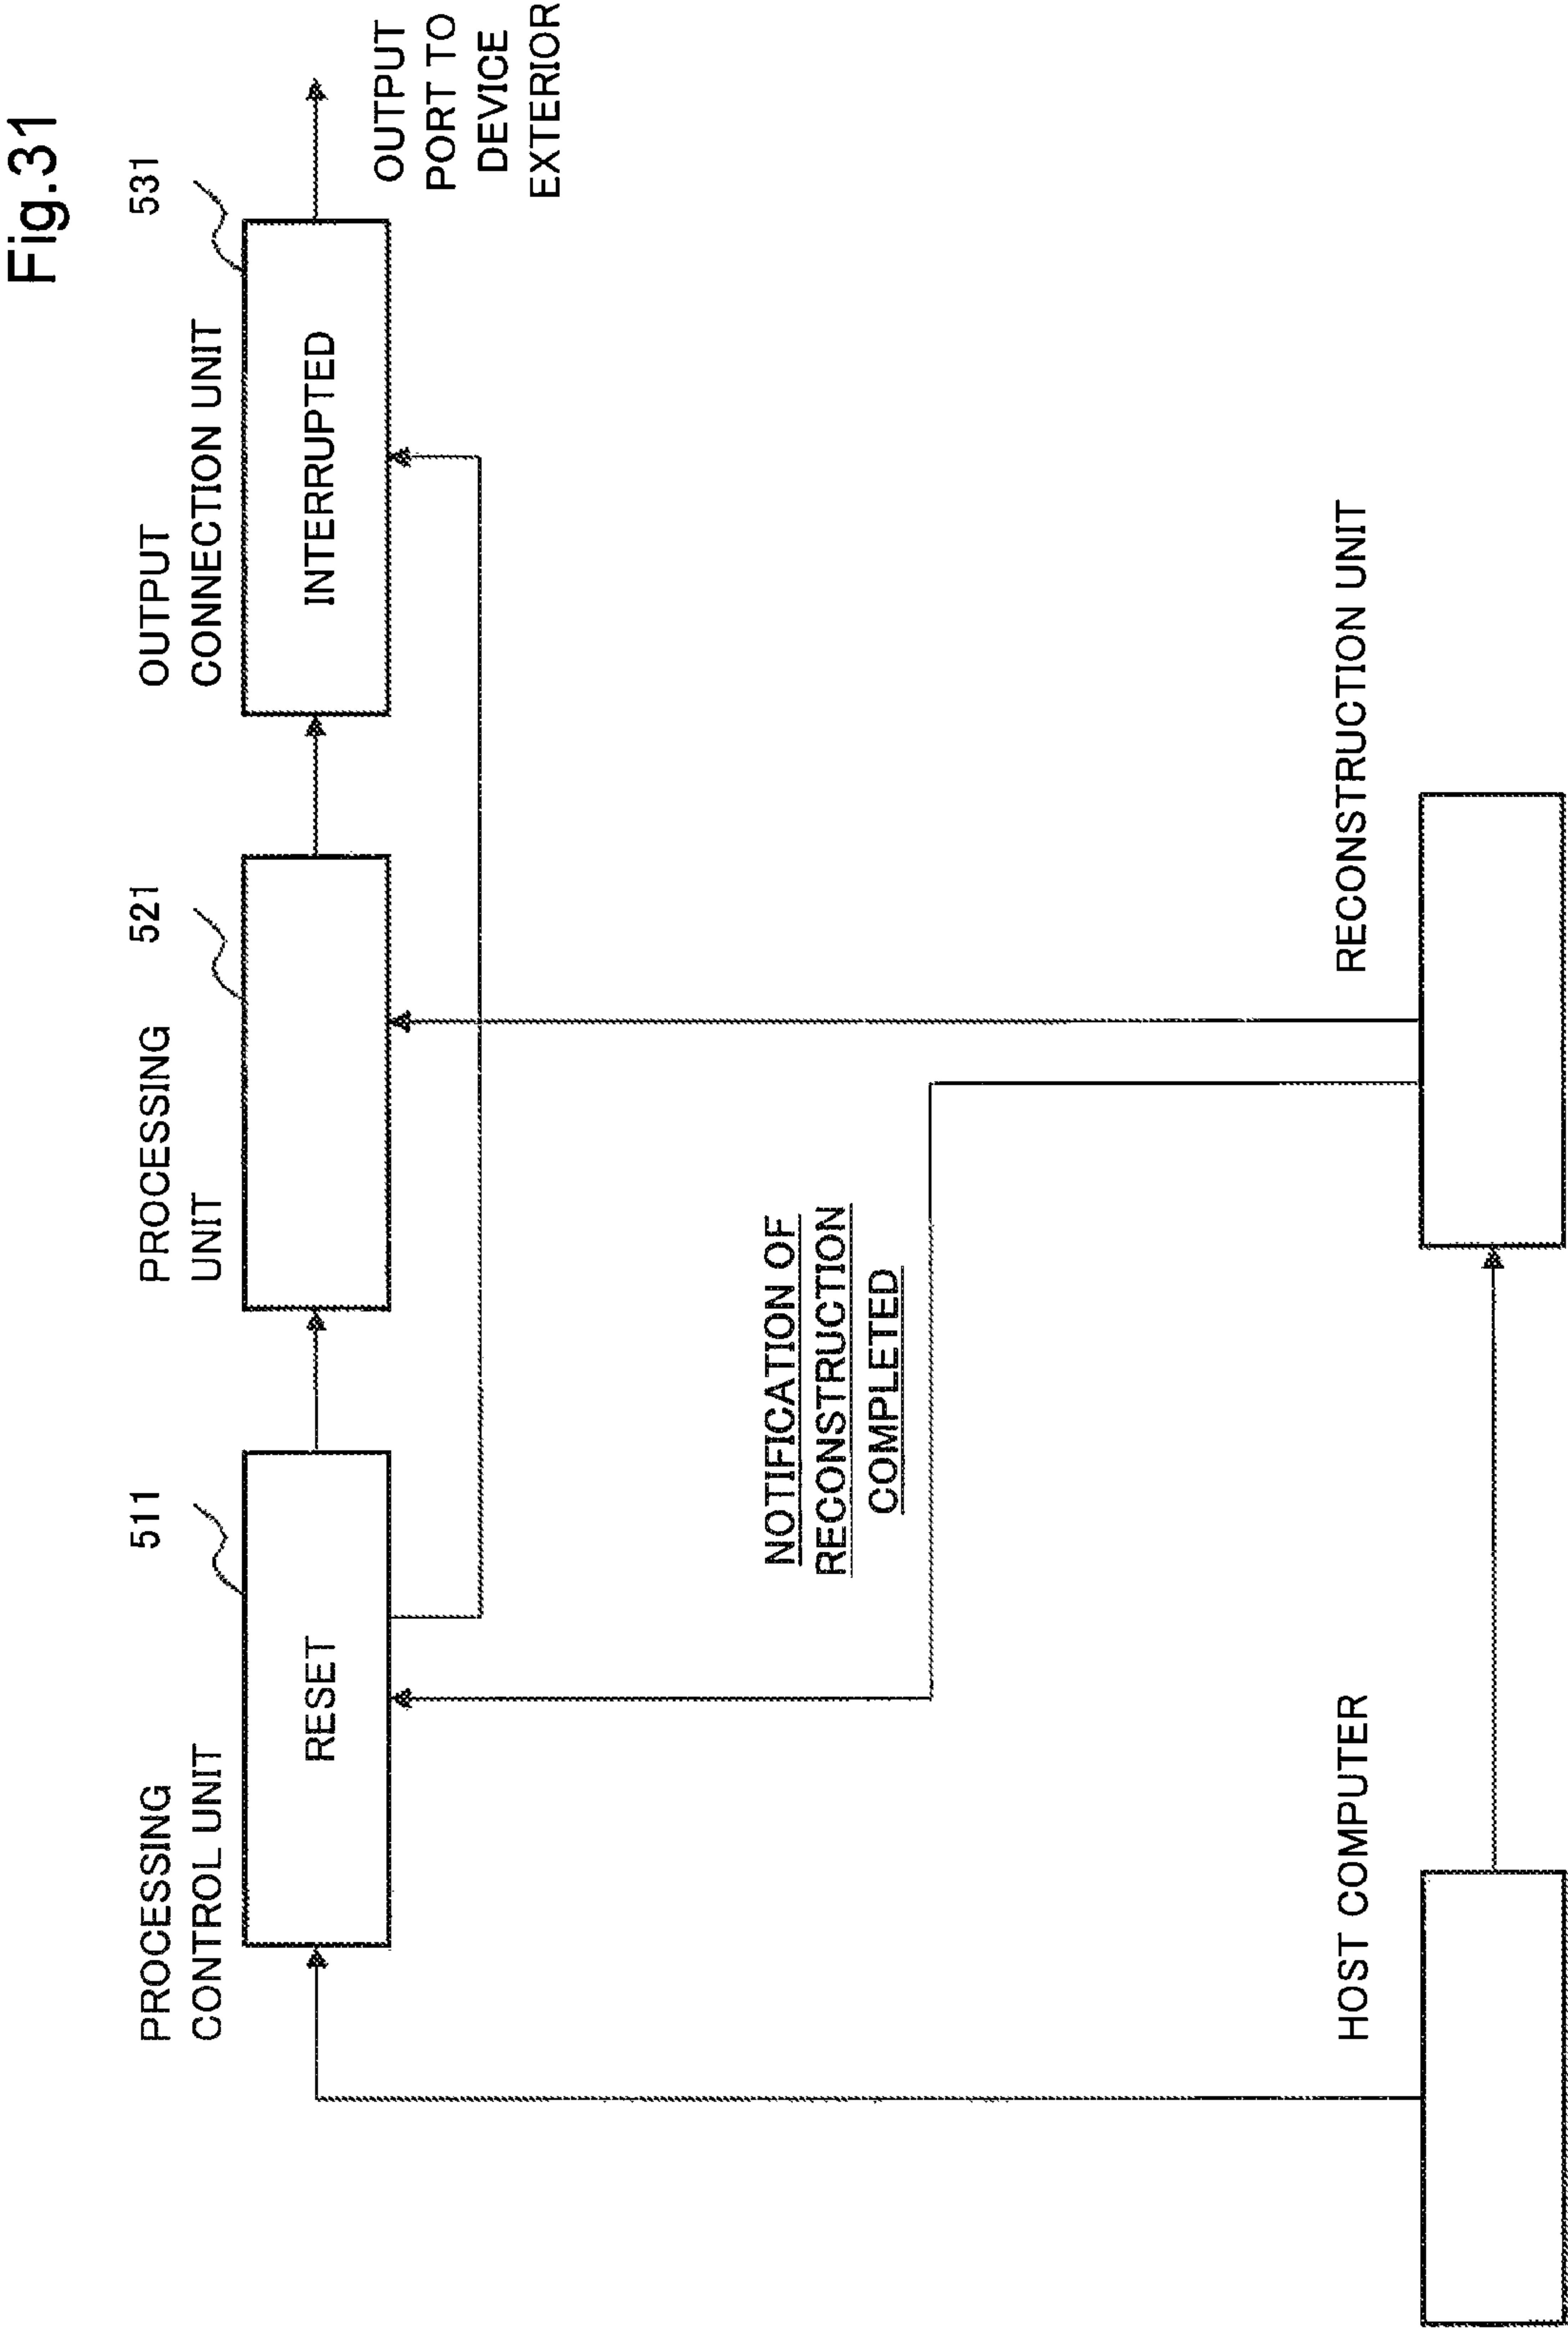 Fig.31
PROCESSING
CONTROL UNIT
511
RESET
PROCESSING
UNIT
521
OUTPUT
CONNECTION UNIT
531
INTERRUPTED
OUTPUT
PORT TO
DEVICE
EXTERIOR
NOTIFICATION OF
RECONSTRUCTION
COMPLETED
HOST COMPUTER
RECONSTRUCTION UNIT